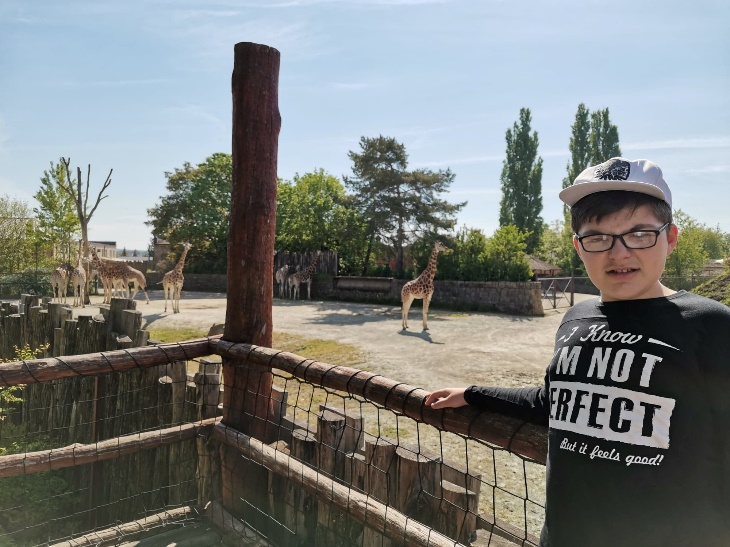 I Know
I'M NOT
ERFECT
But it feels good!